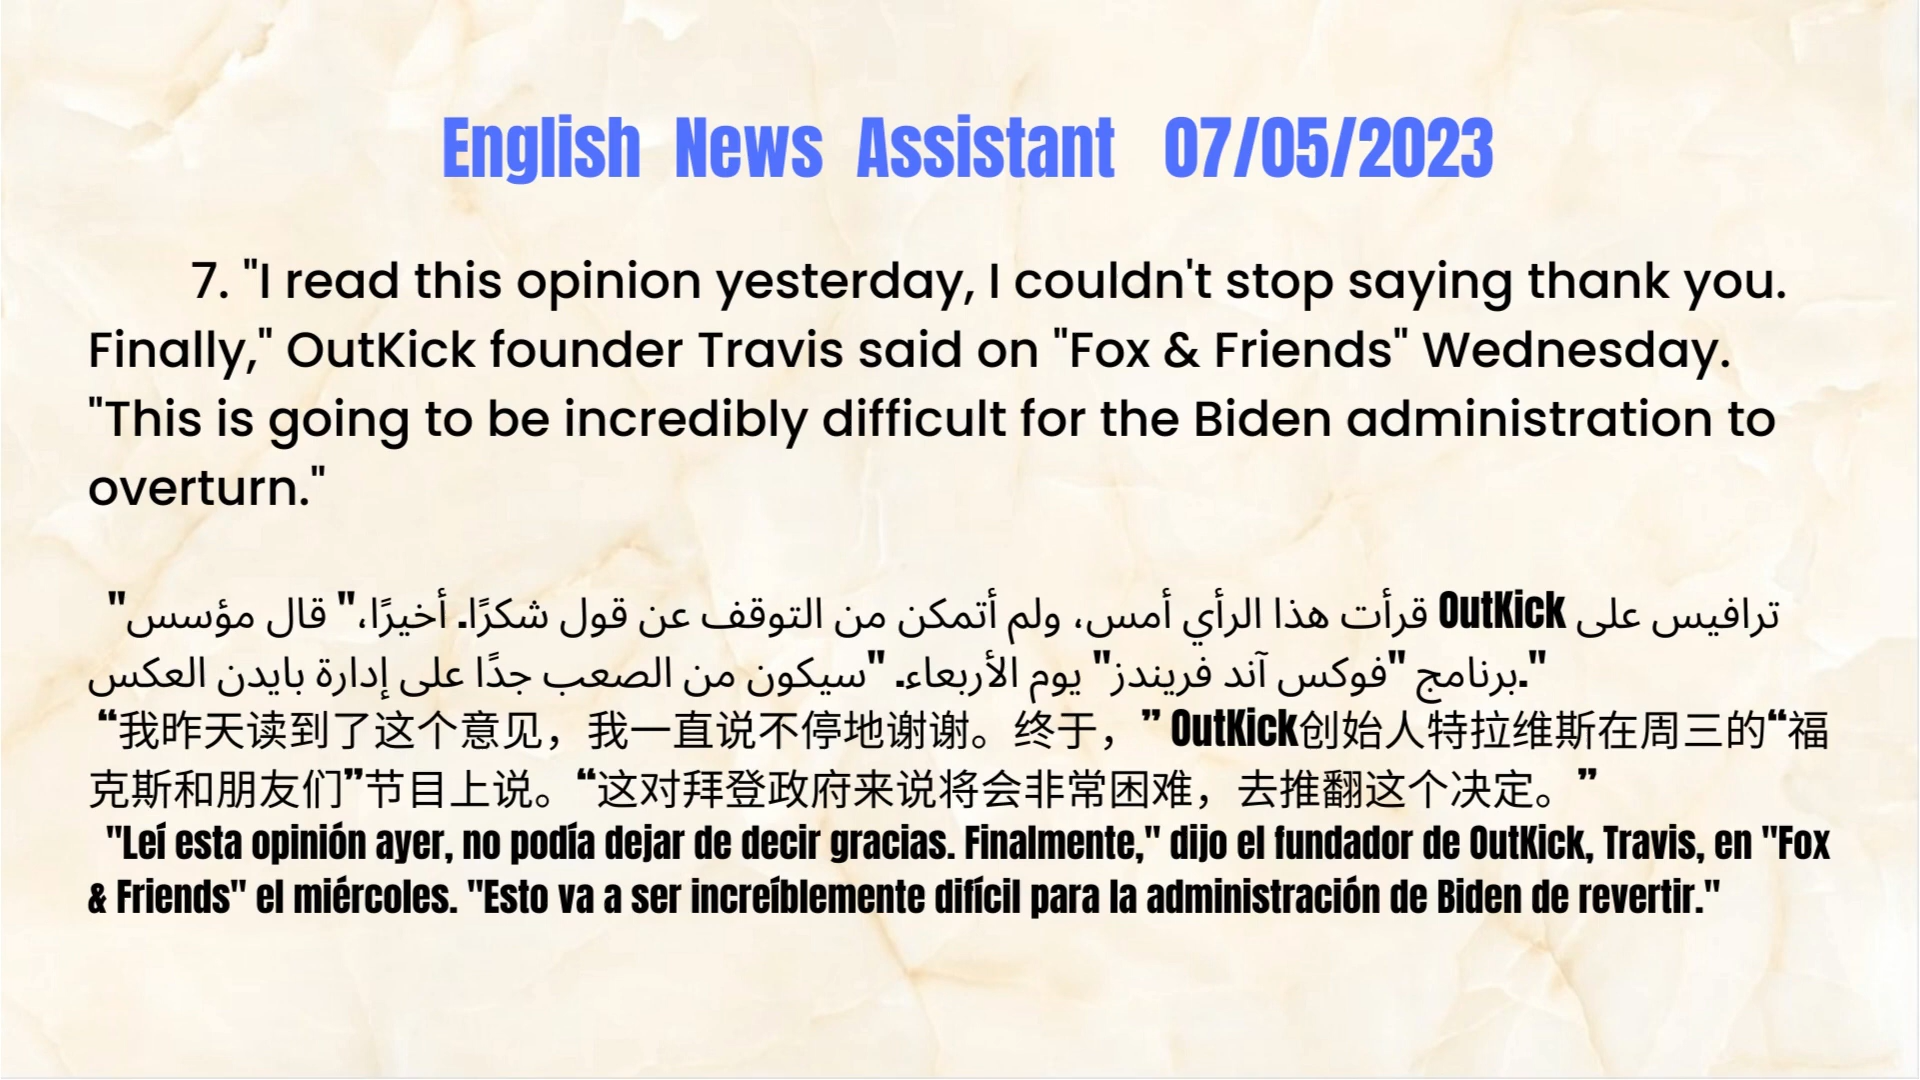 English News Assistant 07/05/2023
7. "I read this opinion yesterday, I couldn't stop saying thank you.
Finally," OutKick founder Travis said on "Fox & Friends" Wednesday.
"This is going to be incredibly difficult for the Biden administration to
overturn."
"قرأت هذا الرأي أمس، ولم أتمكن من التوقف عن قول شكرًا. أخيرًا،" قال مؤسس OutKick ترافيس على
برنامج "فوكس آند فريندز" يوم الأربعاء. "سيكون من الصعب جدًا على إدارة بايدن العكس."
“我昨天读到了这个意见，我一直说不停地谢谢。终于，” OutKick创始人特拉维斯在周三的“福
克斯和朋友们”节目上说。“这对拜登政府来说将会非常困难，去推翻这个决定。”
"Leí esta opinión ayer, no podía dejar de decir gracias. Finalmente," dijo el fundador de OutKick, Travis, en "Fox
& Friends" el miércoles. "Esto va a ser increíblemente difícil para la administración de Biden de revertir."